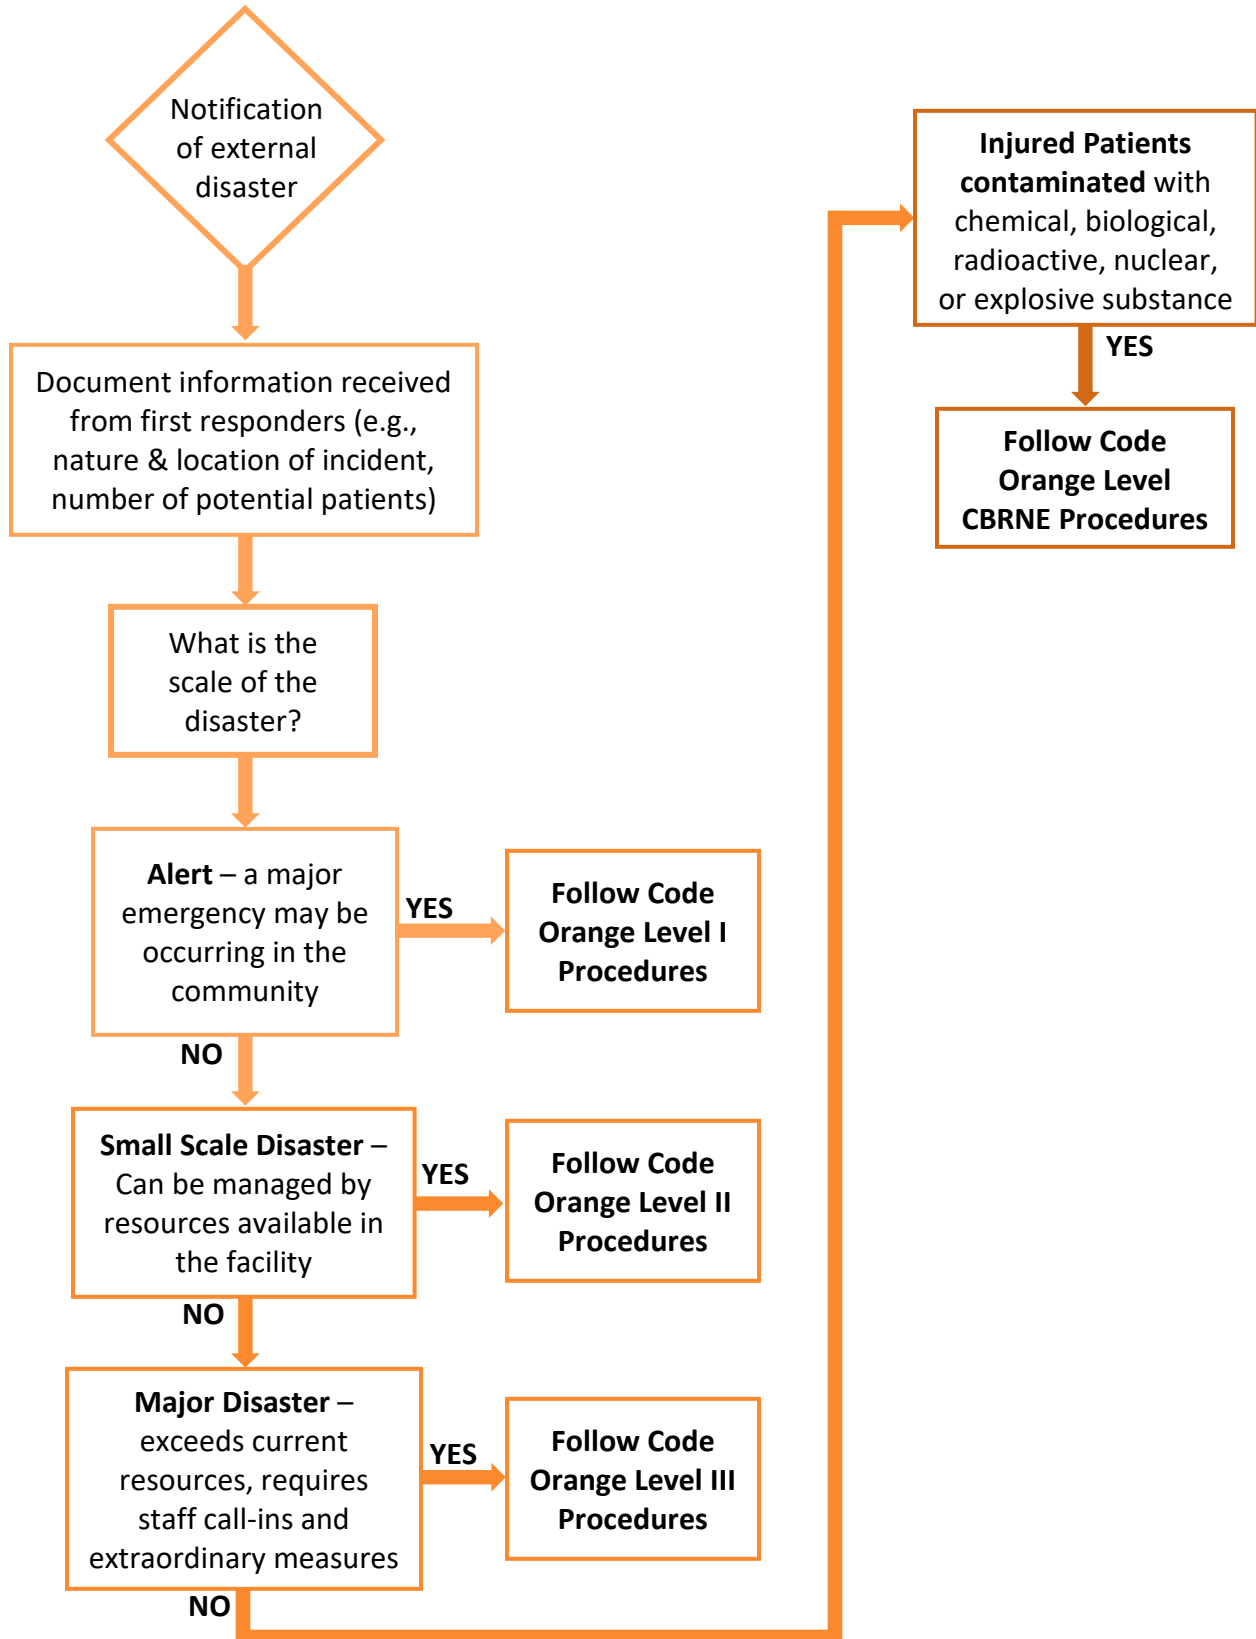 Notification
of external
disaster
Document information received
from first responders (e.g.,
nature & location of incident,
number of potential patients)
What is the
scale of the
disaster?
Alert – a major
emergency may be
occurring in the
community
YES
Follow Code
Orange Level I
Procedures
NO
Small Scale Disaster –
Can be managed by
resources available in
the facility
YES
Follow Code
Orange Level II
Procedures
NO
Major Disaster –
exceeds current
resources, requires
staff call-ins and
extraordinary measures
YES
Follow Code
Orange Level III
Procedures
NO
Injured Patients
contaminated with
chemical, biological,
radioactive, nuclear,
or explosive substance
YES
Follow Code
Orange Level
CBRNE Procedures